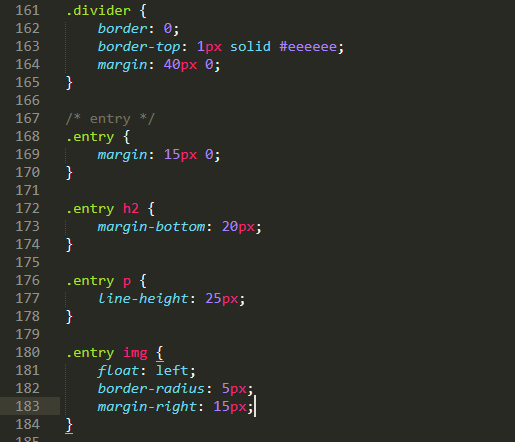 161 .divider {
162     border: 0;
163     border-top: 1px solid #eeeeee;
164     margin: 40px 0;
165 }
166
167 /* entry */
168 .entry {
169     margin: 15px 0;
170 }
171
172 .entry h2 {
173     margin-bottom: 20px;
174 }
175
176 .entry p {
177     line-height: 25px;
178 }
179
180 .entry img {
181     float: left;
182     border-radius: 5px;
183     margin-right: 15px;
184 }
185